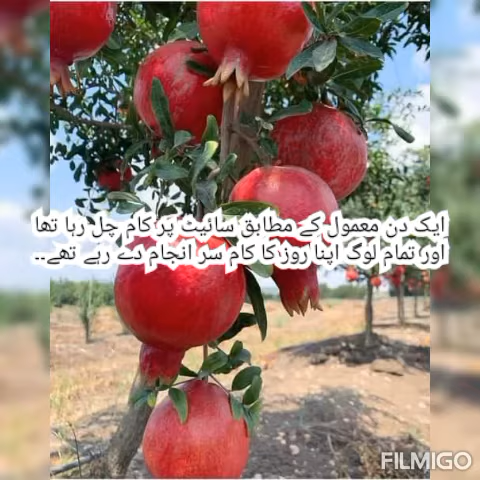 ایک دن معمول کے مطابق سائیٹ پر کام چل رہا تھا
اور تمام لوگ اپنا روز کا کام سر انجام دے رہے تھے۔۔
FILMIGO